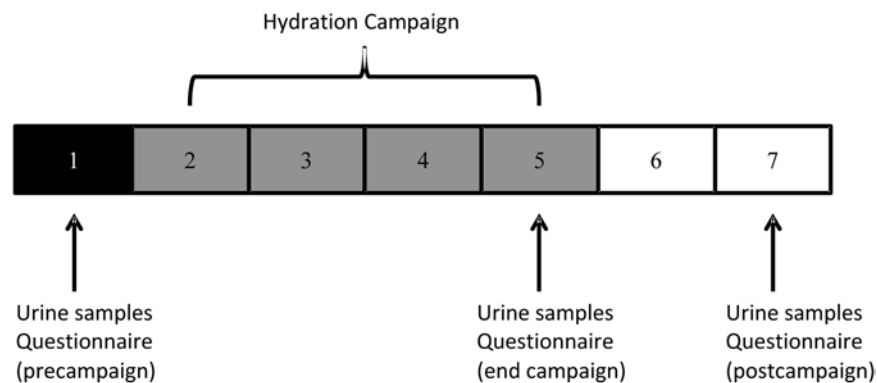 Hydration Campaign
1 2 3 4 5 6 7
Urine samples
Questionnaire
(precampaign)
Urine samples
Questionnaire
(end campaign)
Urine samples
Questionnaire
(postcampaign)